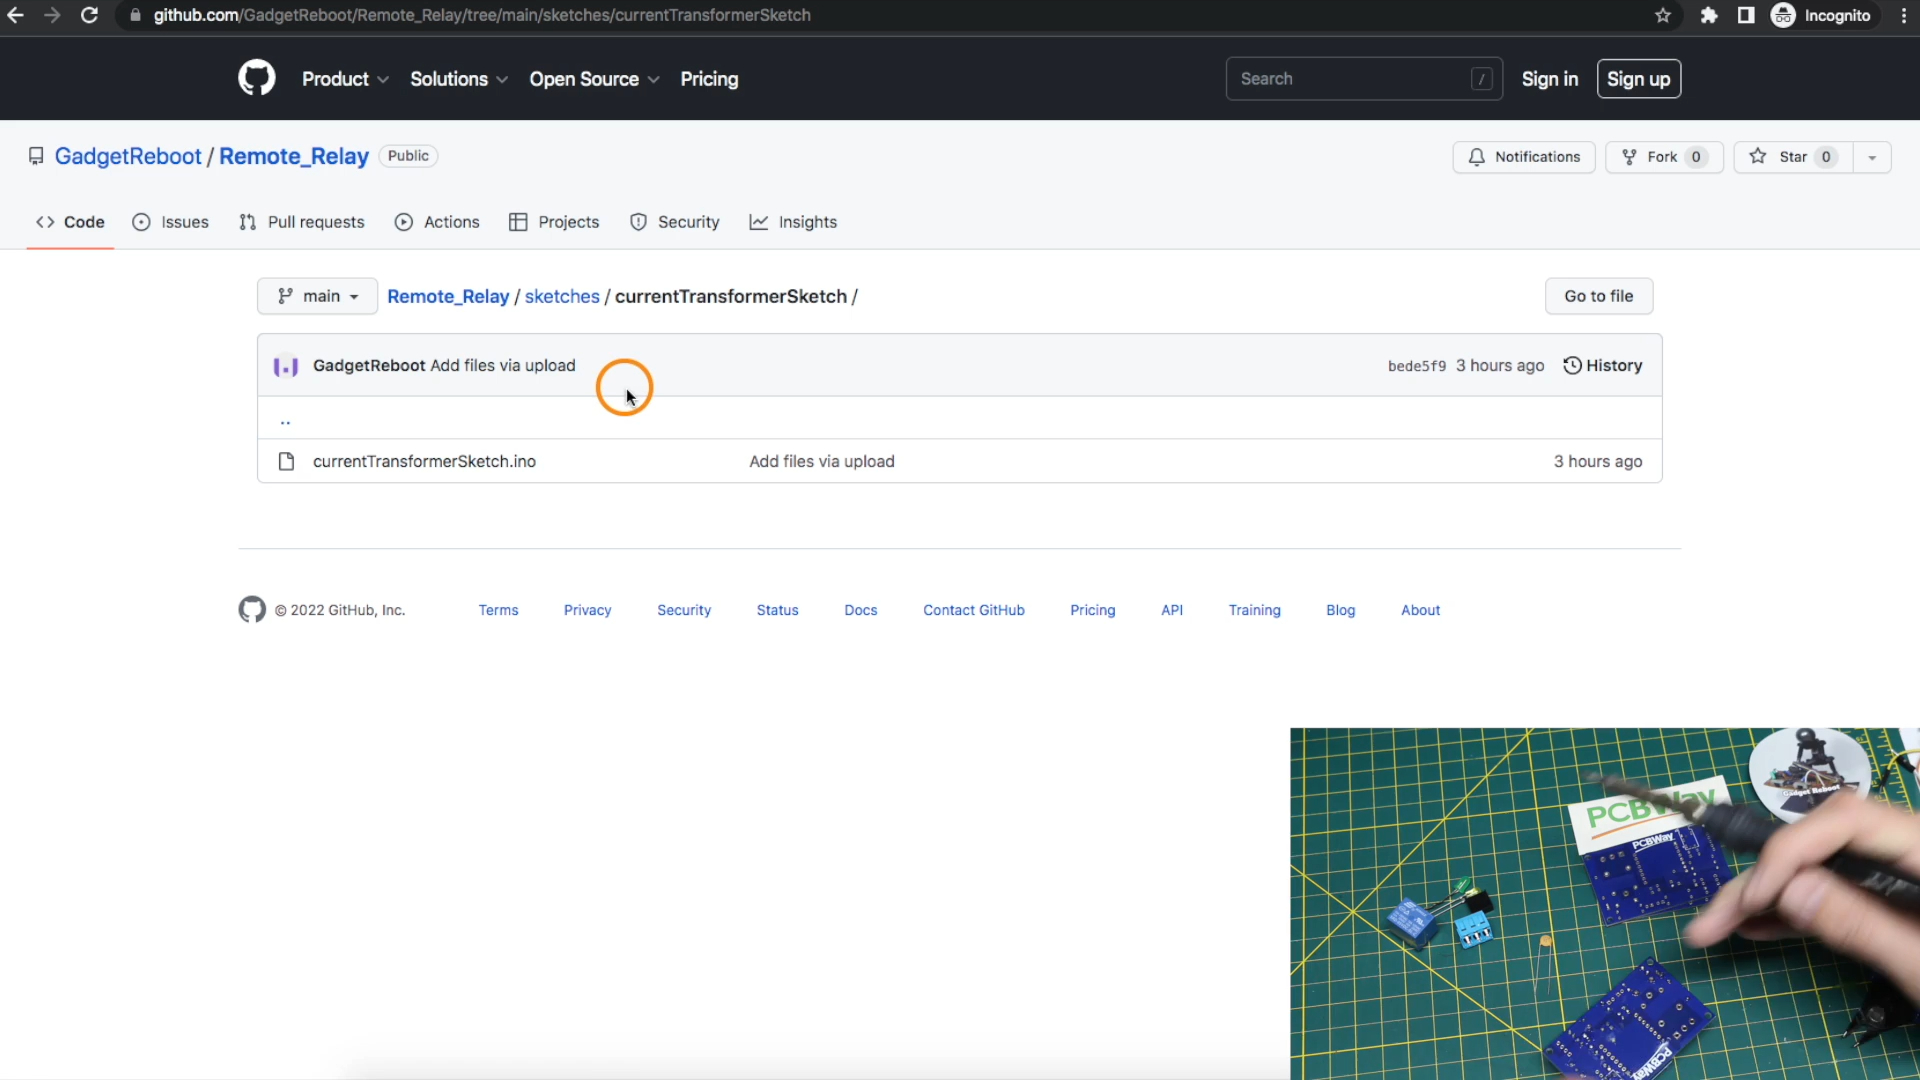 github.com/GadgetReboot/Remote_Relay/tree/main/sketches/currentTransformerSketch
Incognito
Product Solutions Open Source Pricing
Search /
Sign in
Sign up
GadgetReboot / Remote_Relay Public
Notifications
Fork 0
Star 0
Code Issues Pull requests Actions Projects Security Insights
main
Remote_Relay / sketches / currentTransformerSketch /
Go to file
GadgetReboot Add files via upload
bede5f9 3 hours ago History
..
currentTransformerSketch.ino Add files via upload 3 hours ago
© 2022 GitHub, Inc. Terms Privacy Security Status Docs Contact GitHub Pricing API Training Blog About
PCBWay
Gadget Reboot
PCBWay
PCBWay